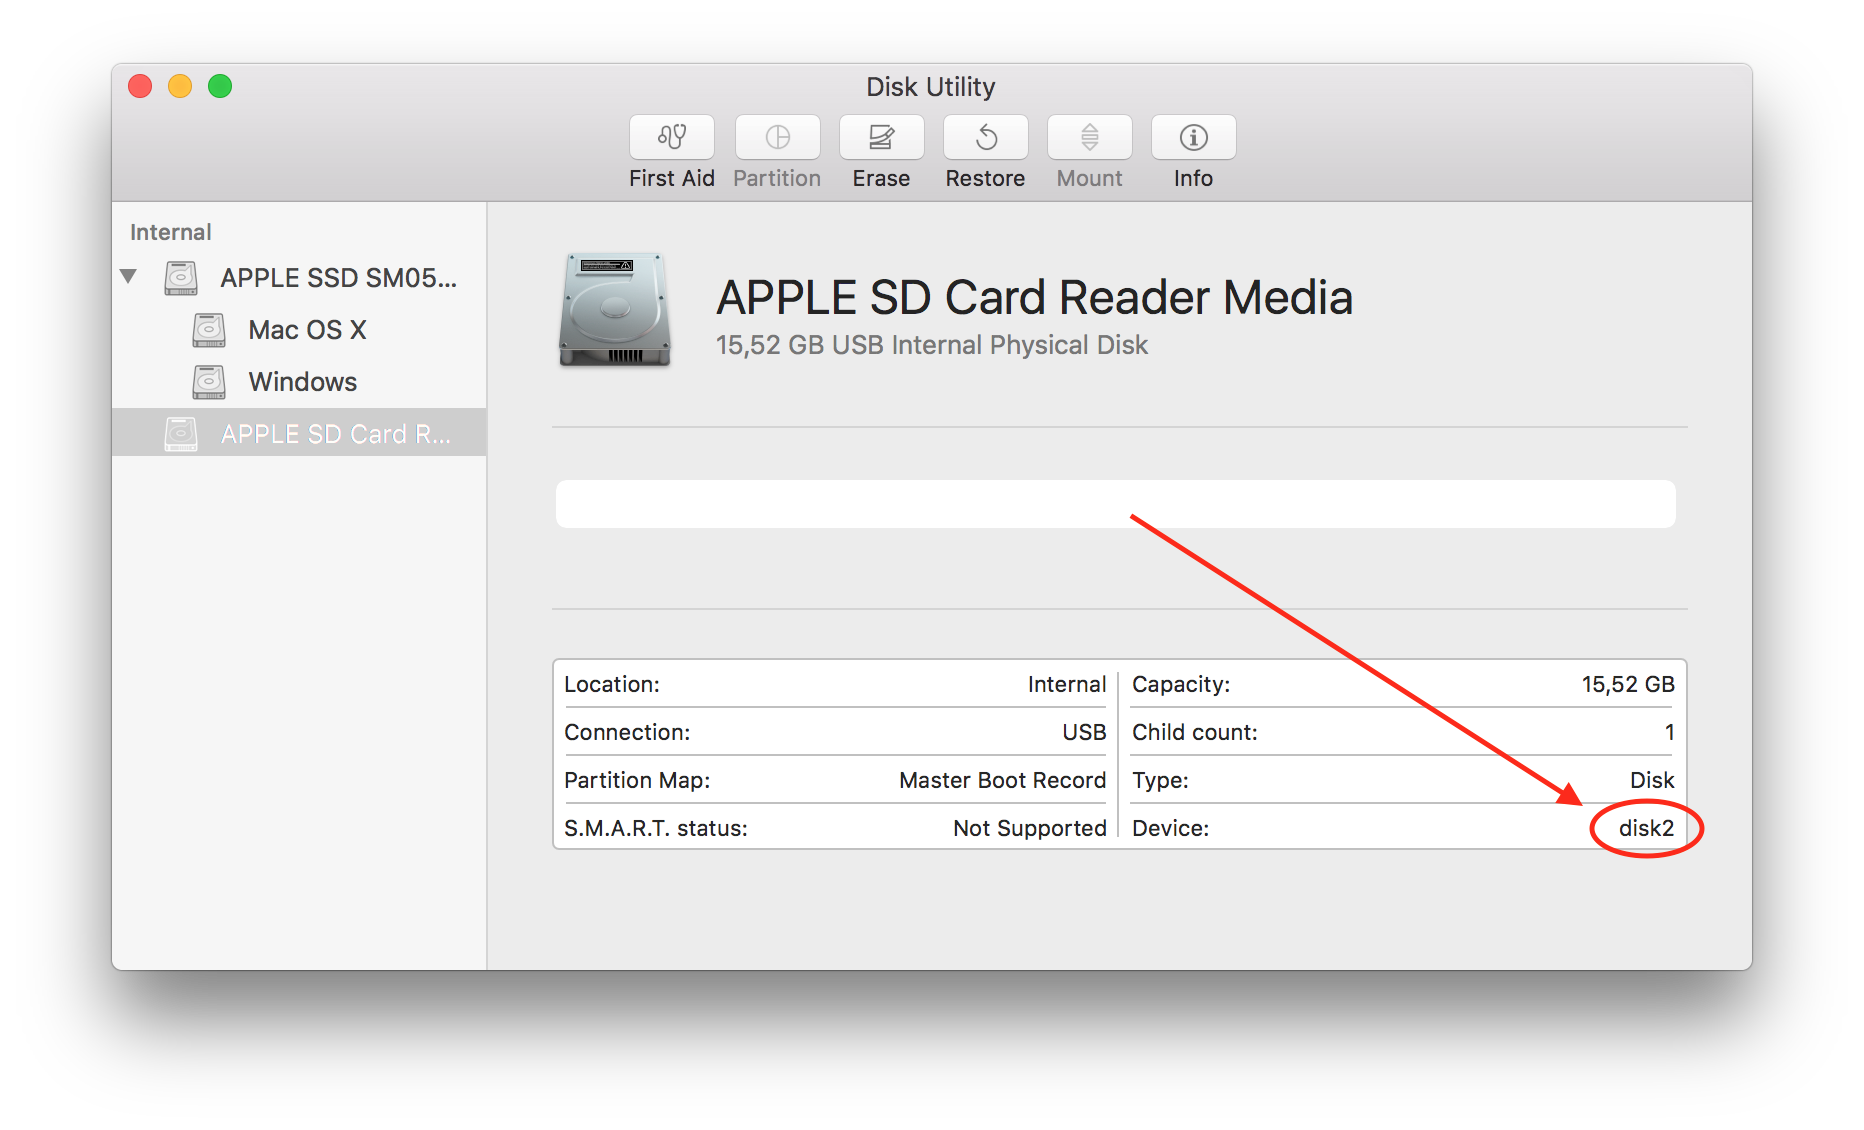 Disk Utility
First Aid Partition Erase Restore Mount Info
Internal
APPLE SSD SM05...
Mac OS X
Windows
APPLE SD Card R...
APPLE SD Card Reader Media
15,52 GB USB Internal Physical Disk
Location: Internal Capacity: 15,52 GB
Connection: USB Child count: 1
Partition Map: Master Boot Record Type: Disk
S.M.A.R.T. status: Not Supported Device: disk2